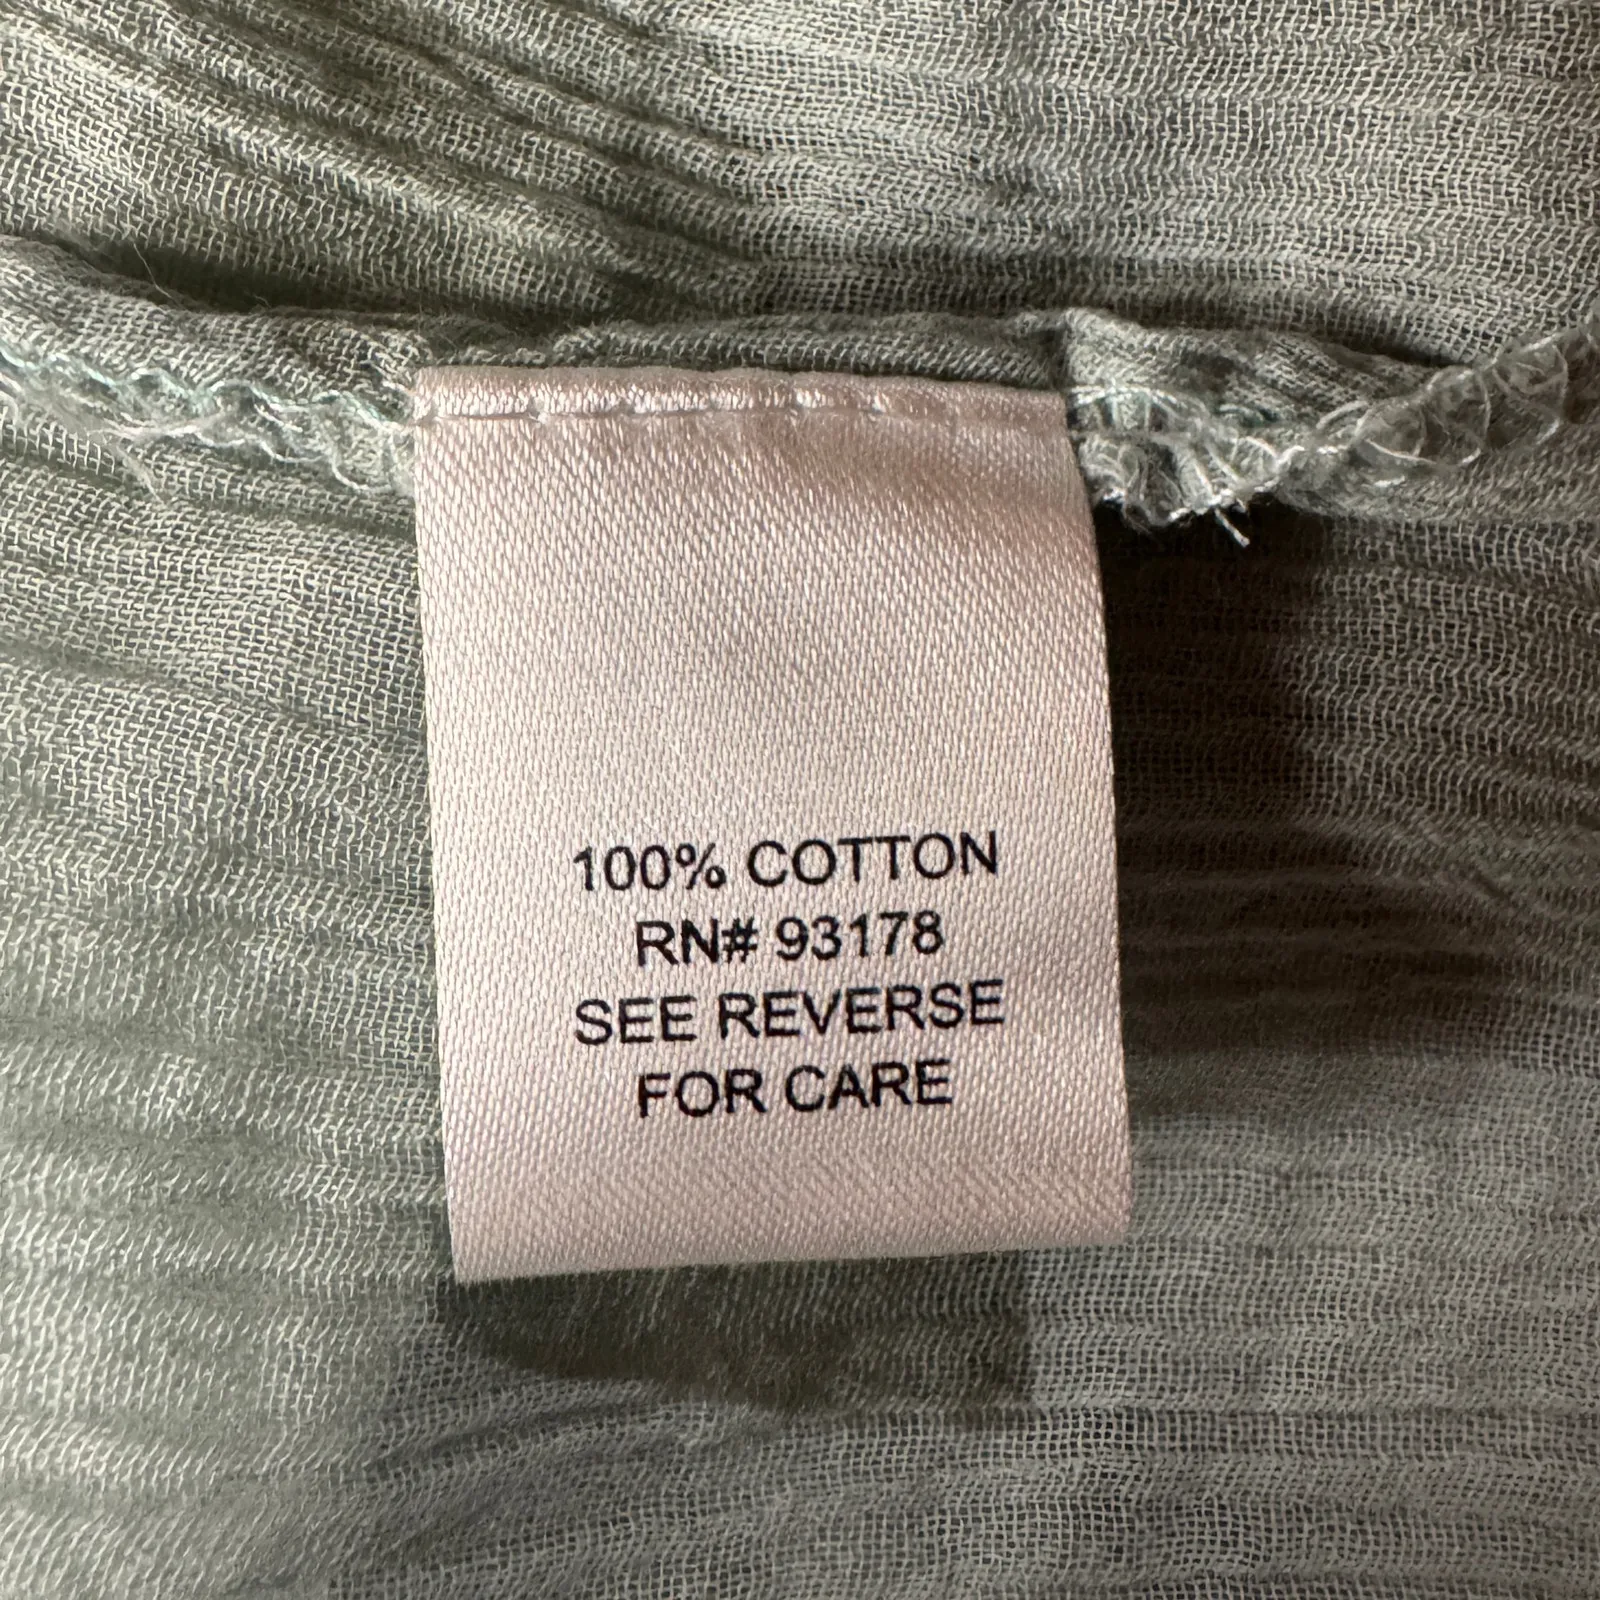 100% COTTON
RN# 93178
SEE REVERSE
FOR CARE